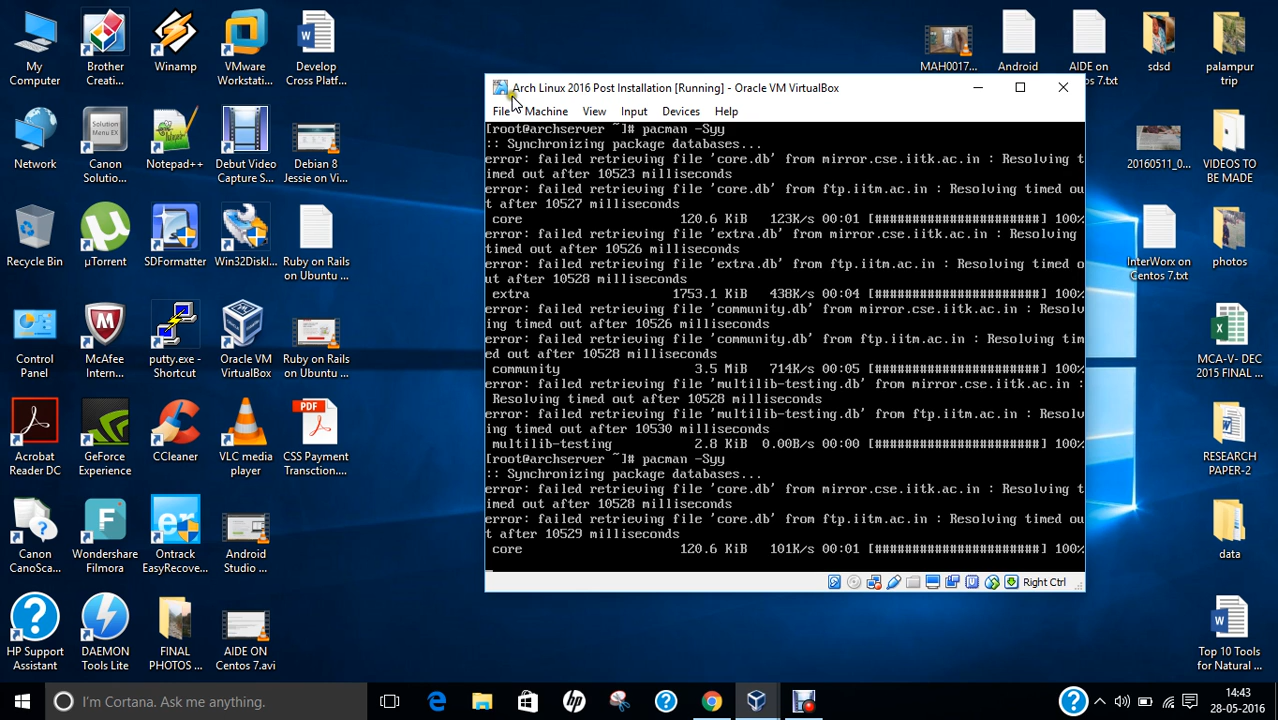 My
Computer
Brother
Creati...
Winamp
VMware
Workstati...
Develop
Cross Platf...
MAH0017...
Android
AIDE on
Centos 7.txt
sdsd
palampur
trip
Network
Canon
Solutio...
Solution
Menu EX
Notepad++
Debut Video
Capture S...
Debian 8
Jessie on Vi...
20160511_0...
VIDEOS TO
BE MADE
Recycle Bin
µTorrent
SDFormatter
Win32DiskI...
Ruby on Rails
on Ubuntu ...
InterWorx on
Centos 7.txt
photos
Control
Panel
McAfee
Intern...
putty.exe -
Shortcut
Oracle VM
VirtualBox
Ruby on Rails
on Ubuntu ...
MCA-V- DEC
2015 FINAL ...
Acrobat
Reader DC
GeForce
Experience
CCleaner
VLC media
player
PDF
CSS Payment
Tranction....
RESEARCH
PAPER-2
Canon
CanoSca...
Wondershare
Filmora
Ontrack
EasyRecove...
Android
Studio ...
data
HP Support
Assistant
DAEMON
Tools Lite
FINAL
PHOTOS ...
AIDE ON
Centos 7.avi
Top 10 Tools
for Natural ...
Arch Linux 2016 Post Installation [Running] - Oracle VM VirtualBox
File Machine View Input Devices Help
[root@archserver ~]# pacman -Syy
:: Synchronizing package databases...
error: failed retrieving file 'core.db' from mirror.cse.iitk.ac.in : Resolving t
imed out after 10523 milliseconds
error: failed retrieving file 'core.db' from ftp.iitm.ac.in : Resolving timed ou
t after 10527 milliseconds
core 120.6 KiB 123K/s 00:01 [######################] 100%
error: failed retrieving file 'extra.db' from mirror.cse.iitk.ac.in : Resolving
timed out after 10526 milliseconds
error: failed retrieving file 'extra.db' from ftp.iitm.ac.in : Resolving timed o
ut after 10528 milliseconds
extra 1753.1 KiB 438K/s 00:04 [######################] 100%
error: failed retrieving file 'community.db' from mirror.cse.iitk.ac.in : Resolv
ing timed out after 10526 milliseconds
error: failed retrieving file 'community.db' from ftp.iitm.ac.in : Resolving tim
ed out after 10528 milliseconds
community 3.5 MiB 714K/s 00:05 [######################] 100%
error: failed retrieving file 'multilib-testing.db' from mirror.cse.iitk.ac.in :
Resolving timed out after 10528 milliseconds
error: failed retrieving file 'multilib-testing.db' from ftp.iitm.ac.in : Resolv
ing timed out after 10530 milliseconds
multilib-testing 2.8 KiB 0.00B/s 00:00 [######################] 100%
[root@archserver ~]# pacman -Syy
:: Synchronizing package databases...
error: failed retrieving file 'core.db' from mirror.cse.iitk.ac.in : Resolving t
imed out after 10528 milliseconds
error: failed retrieving file 'core.db' from ftp.iitm.ac.in : Resolving timed ou
t after 10529 milliseconds
core 120.6 KiB 101K/s 00:01 [######################] 100%
Right Ctrl
I'm Cortana. Ask me anything.
14:43
28-05-2016